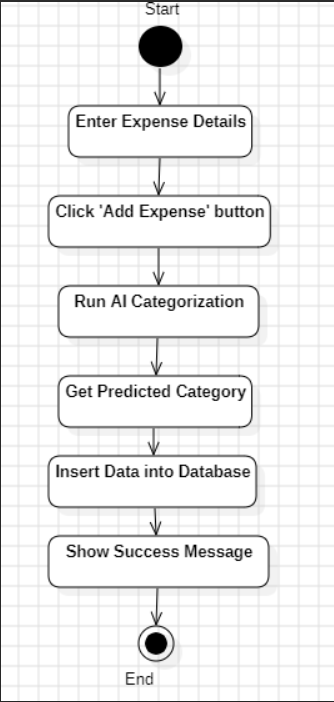 Start
Enter Expense Details
Click 'Add Expense' button
Run AI Categorization
Get Predicted Category
Insert Data into Database
Show Success Message
End